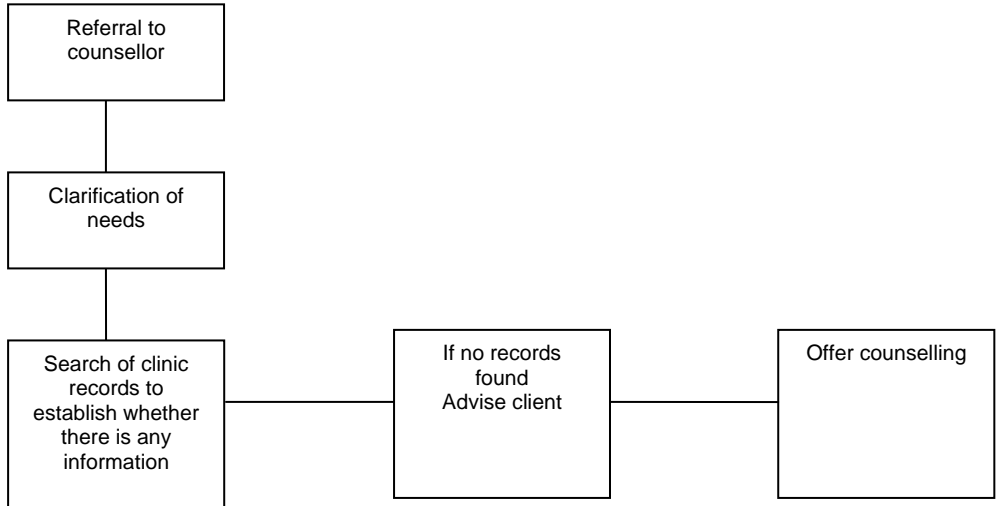 Referral to
counsellor
Clarification of
needs
Search of clinic
records to
establish whether
there is any
information
If no records
found
Advise client
Offer counselling